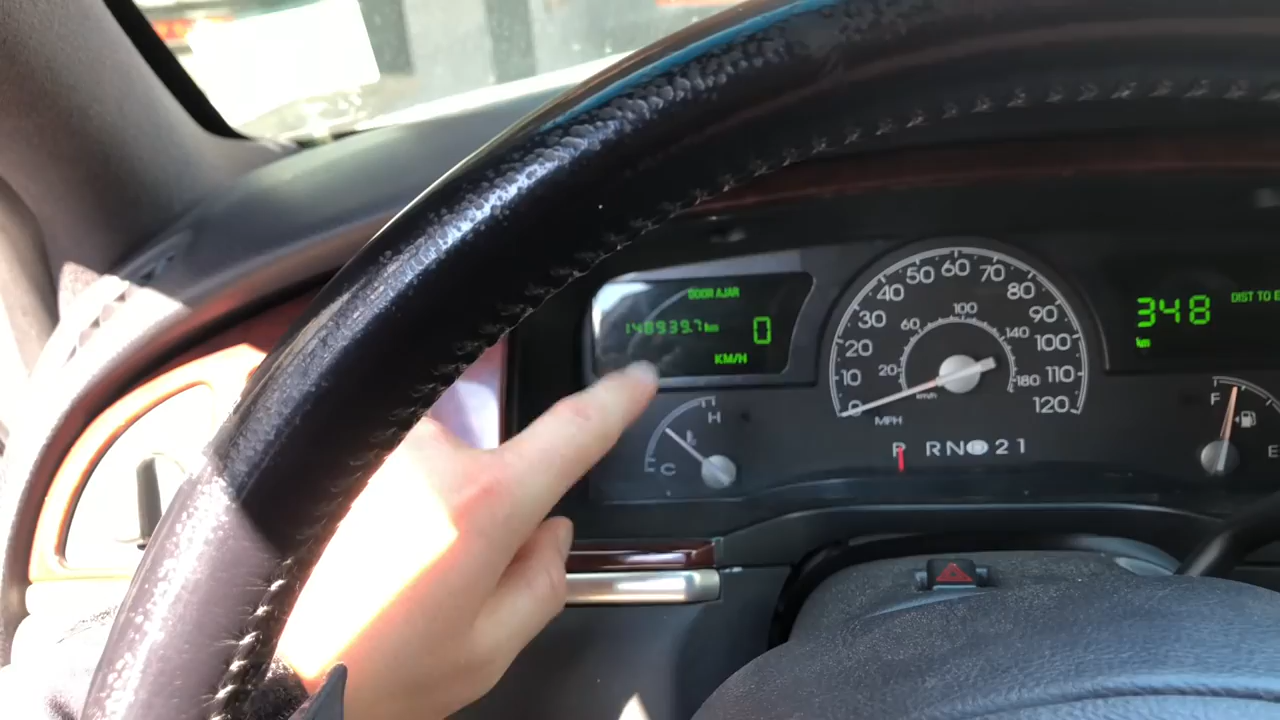 DOOR AJAR
148939.7 km 0
KM/H
H
C
0 10 20 30 40 50 60 70 80 90 100 110 120
20 60 100 140 180
km/h
MPH
P R N D 2 1
348 DIST TO
km
F
E